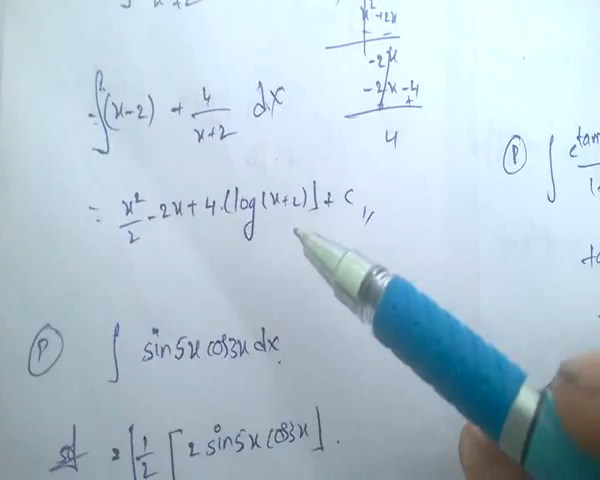 x² + 2x
-2x
-2x -4
+
4
= ∫ (x-2) + 4/(x+2) dx
= x²/2 - 2x + 4.(log(x+2)] + c //
(P) ∫ sin5x cos3x dx.
Sol = ∫ 1/2 [2 sin5x cos3x].
(P) ∫ e^tan